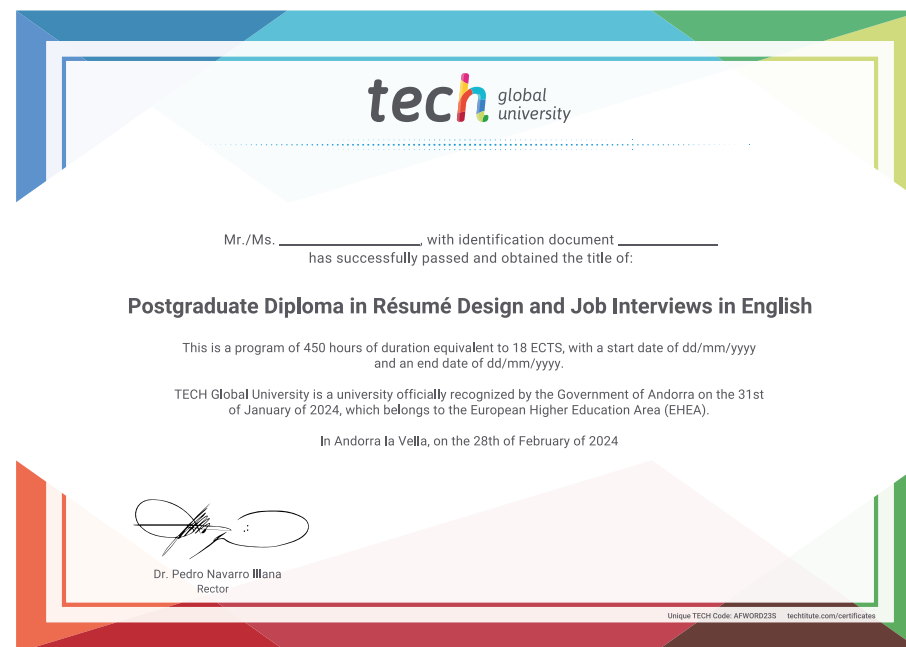 tech global university
Mr./Ms. ____________________, with identification document ______________
has successfully passed and obtained the title of:
Postgraduate Diploma in Résumé Design and Job Interviews in English
This is a program of 450 hours of duration equivalent to 18 ECTS, with a start date of dd/mm/yyyy
and an end date of dd/mm/yyyy.
TECH Global University is a university officially recognized by the Government of Andorra on the 31st
of January of 2024, which belongs to the European Higher Education Area (EHEA).
In Andorra la Vella, on the 28th of February of 2024
Dr. Pedro Navarro Illana
Rector
Unique TECH Code: AFWORD23S techtitute.com/certificates